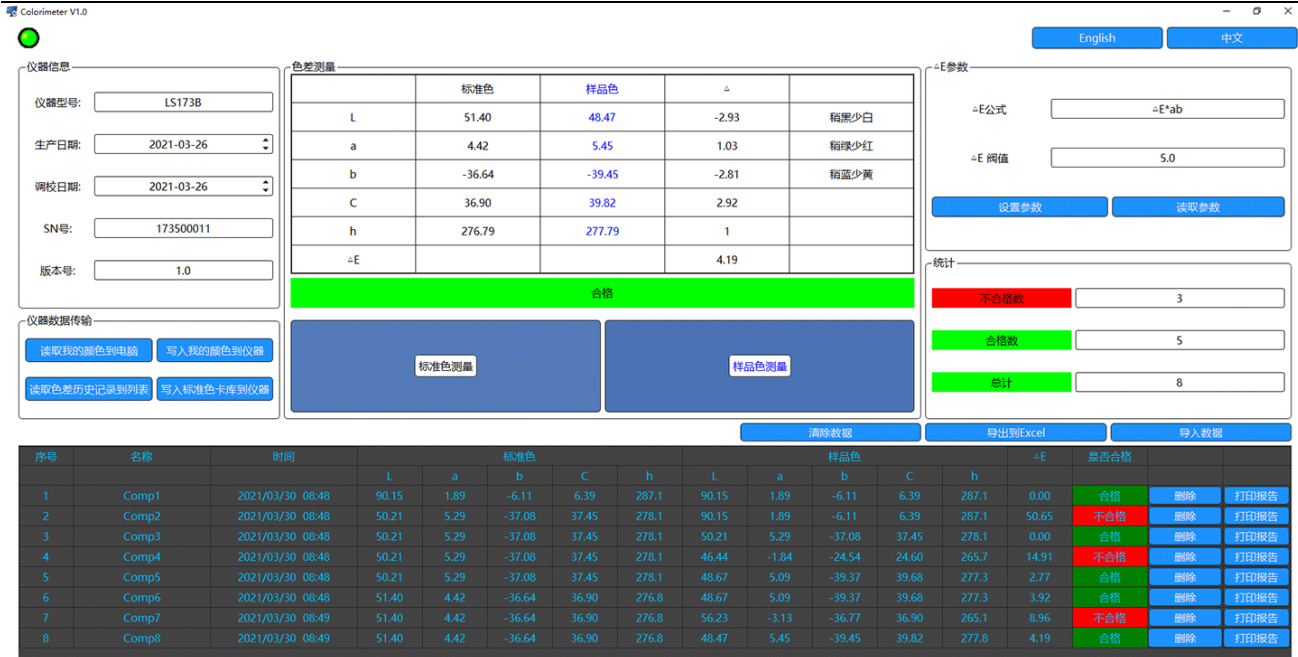 Colorimeter V1.0
English 中文
仪器信息
仪器型号: LS173B
生产日期: 2021-03-26
调校日期: 2021-03-26
SN号: 173500011
版本号: 1.0
仪器数据传输
读取我的颜色到电脑 写入我的颜色到仪器
读取色差历史记录到列表 写入标准色卡库到仪器
色差测量
标准色 样品色 △
L 51.40 48.47 -2.93 稍黑少白
a 4.42 5.45 1.03 稍绿少红
b -36.64 -39.45 -2.81 稍蓝少黄
C 36.90 39.82 2.92
h 276.79 277.79 1
△E 4.19
合格
标准色测量 样品色测量
△E参数
△E公式 △E*ab
△E 阀值 5.0
设置参数 读取参数
统计
不合格数 3
合格数 5
总计 8
清除数据 导出到Excel 导入数据
序号 名称 时间 标准色 样品色 △E 是否合格
L a b C h L a b C h
1 Comp1 2021/03/30 08:48 90.15 1.89 -6.11 6.39 287.1 90.15 1.89 -6.11 6.39 287.1 0.00 合格 删除 打印报告
2 Comp2 2021/03/30 08:48 50.21 5.29 -37.08 37.45 278.1 90.15 1.89 -6.11 6.39 287.1 50.65 不合格 删除 打印报告
3 Comp3 2021/03/30 08:48 50.21 5.29 -37.08 37.45 278.1 50.21 5.29 -37.08 37.45 278.1 0.00 合格 删除 打印报告
4 Comp4 2021/03/30 08:48 50.21 5.29 -37.08 37.45 278.1 46.44 -1.84 -24.54 24.60 265.7 14.91 不合格 删除 打印报告
5 Comp5 2021/03/30 08:48 50.21 5.29 -37.08 37.45 278.1 48.67 5.09 -39.37 39.68 277.3 2.77 合格 删除 打印报告
6 Comp6 2021/03/30 08:48 51.40 4.42 -36.64 36.90 276.8 48.67 5.09 -39.37 39.68 277.3 3.92 合格 删除 打印报告
7 Comp7 2021/03/30 08:49 51.40 4.42 -36.64 36.90 276.8 56.23 -3.13 -36.77 36.90 265.1 8.96 不合格 删除 打印报告
8 Comp8 2021/03/30 08:49 51.40 4.42 -36.64 36.90 276.8 48.47 5.45 -39.45 39.82 277.8 4.19 合格 删除 打印报告